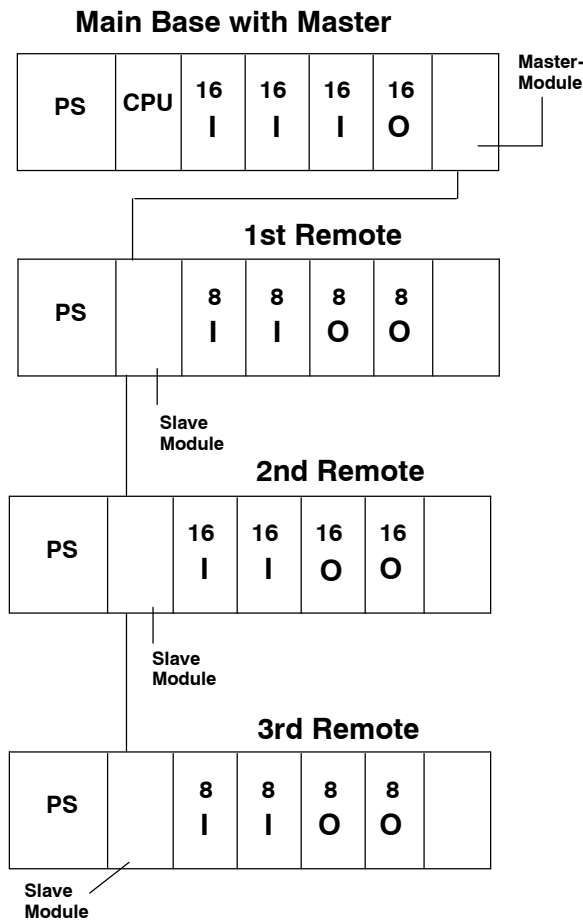 Main Base with Master
PS
CPU
16 16 16 16
I I I O
Master-
Module
1st Remote
PS
8 8 8 8
I I O O
Slave
Module
2nd Remote
PS
16 16 16 16
I I O O
Slave
Module
3rd Remote
PS
8 8 8 8
I I O O
Slave
Module